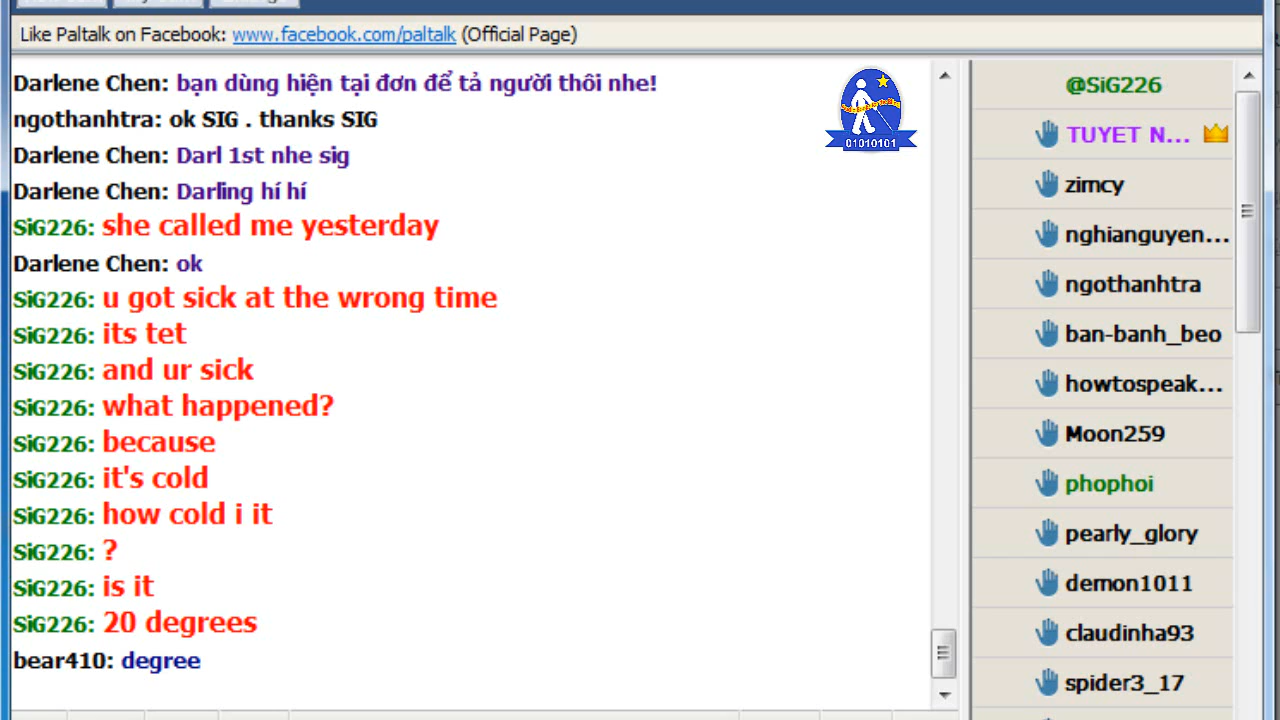 Like Paltalk on Facebook: www.facebook.com/paltalk (Official Page)
Darlene Chen: bạn dùng hiện tại đơn để tả người thôi nhe!
ngothanhtra: ok SIG . thanks SIG
Darlene Chen: Darl 1st nhe sig
Darlene Chen: Darling hí hí
SiG226: she called me yesterday
Darlene Chen: ok
SiG226: u got sick at the wrong time
SiG226: its tet
SiG226: and ur sick
SiG226: what happened?
SiG226: because
SiG226: it's cold
SiG226: how cold i it
SiG226: ?
SiG226: is it
SiG226: 20 degrees
bear410: degree
01010101
@SiG226
TUYET N...
zimcy
nghianguyen...
ngothanhtra
ban-banh_beo
howtospeak...
Moon259
phophoi
pearly_glory
demon1011
claudinha93
spider3_17